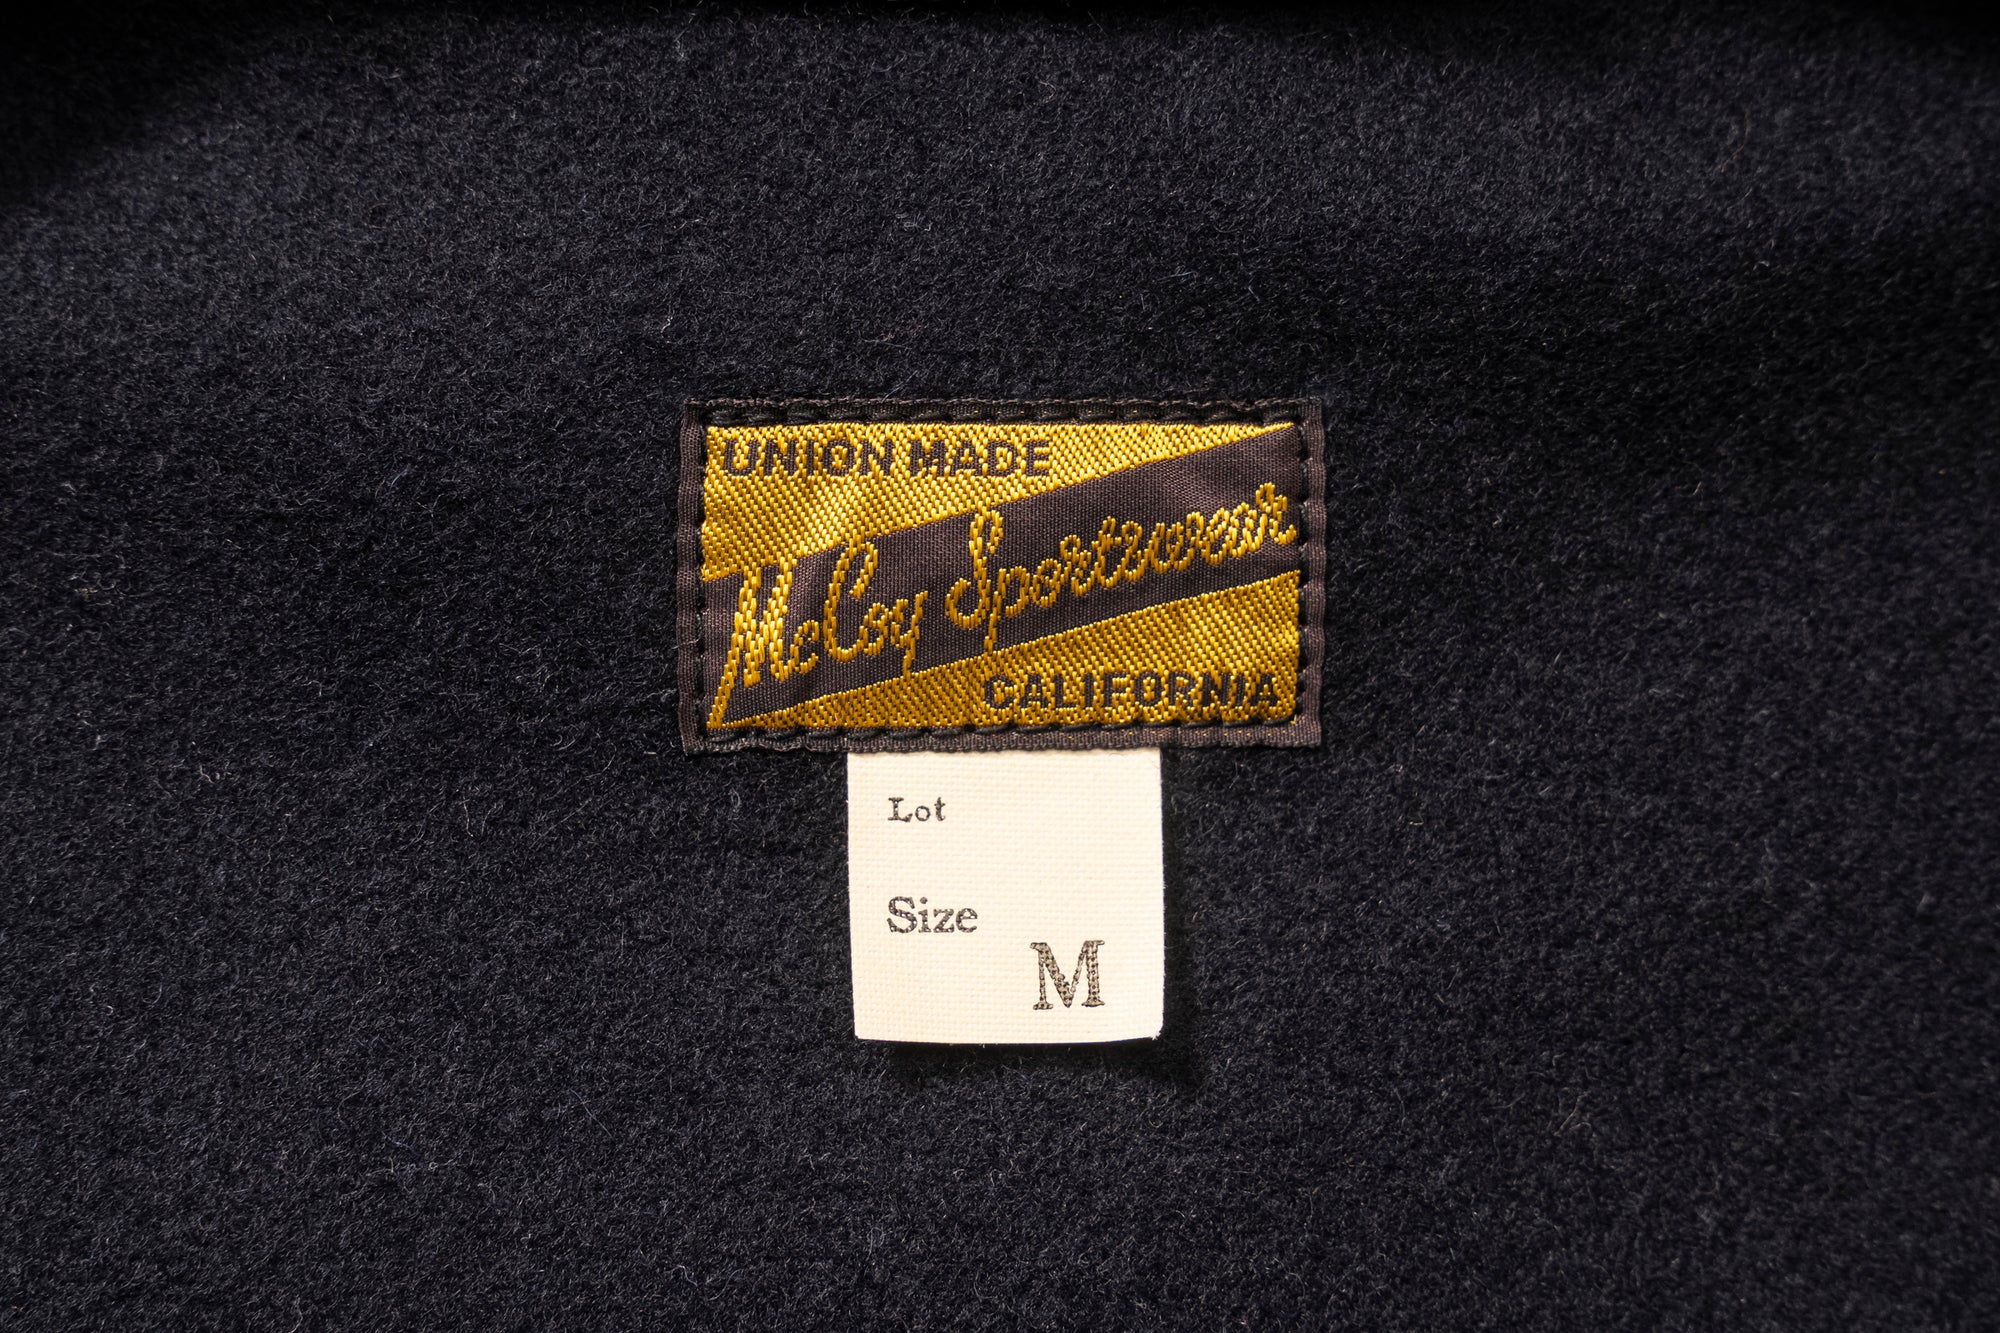 UNION MADE
McCoy Sportswear
CALIFORNIA
Lot
Size
M